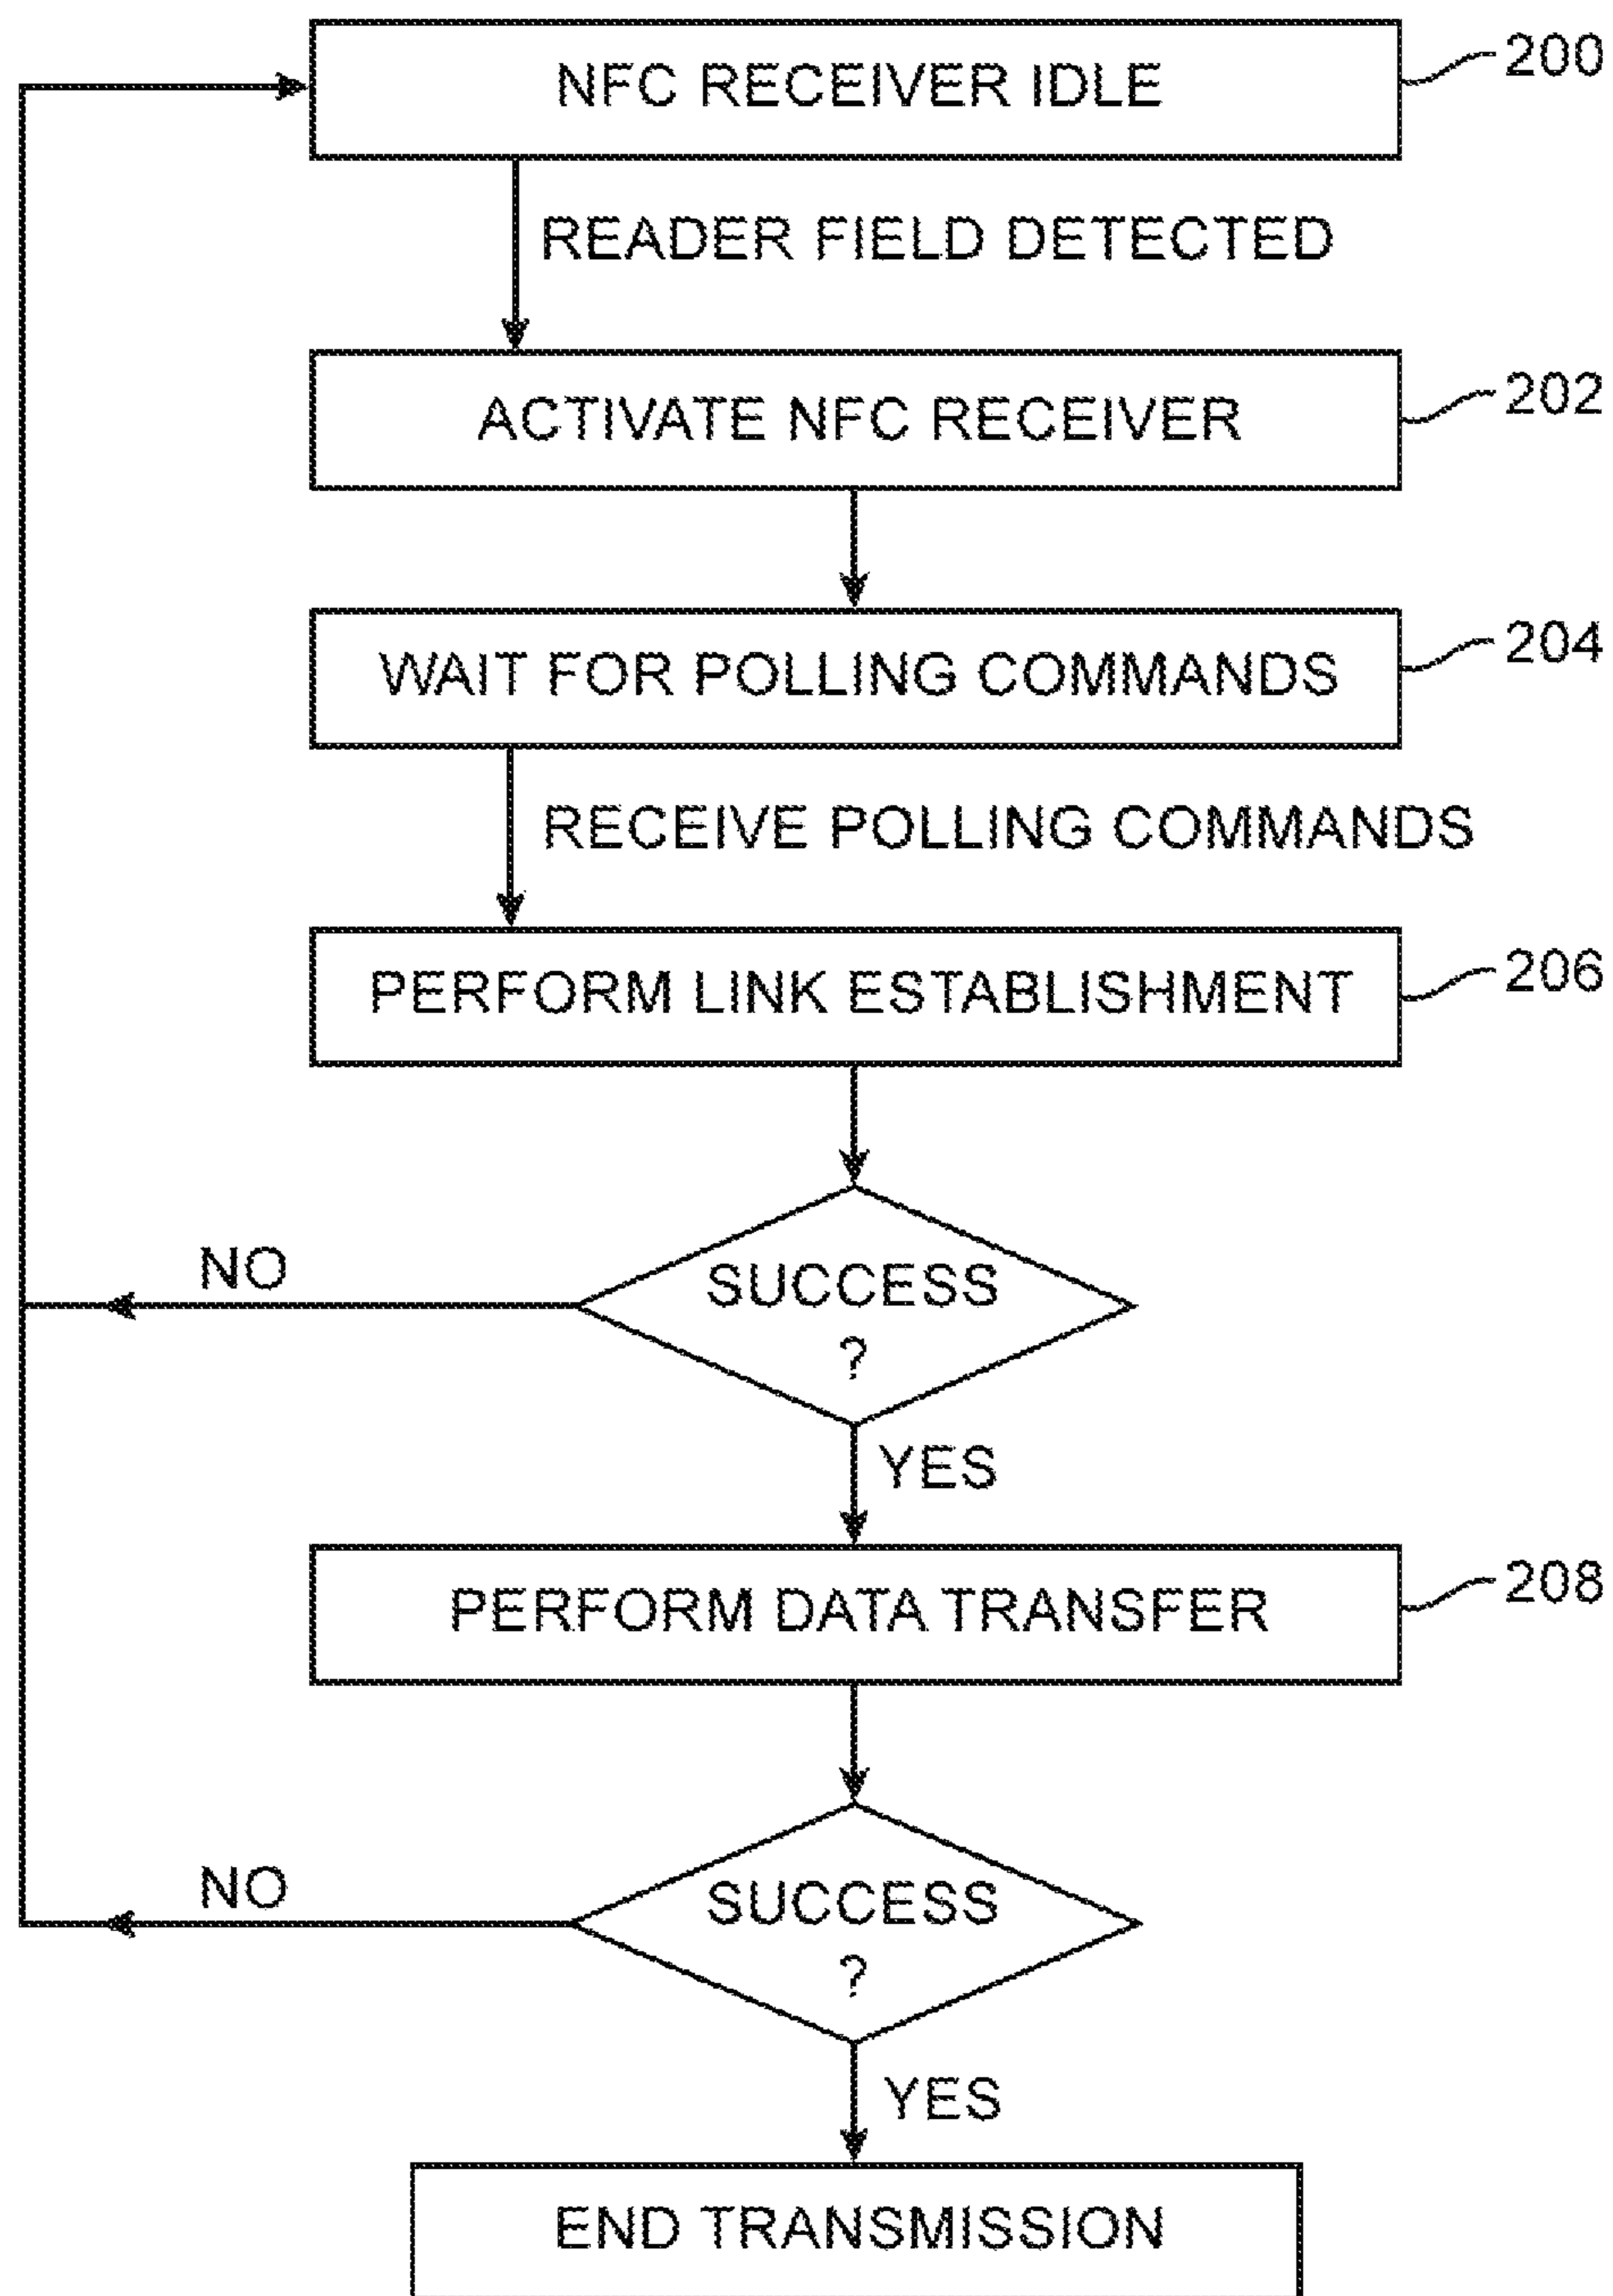 NFC RECEIVER IDLE
200
READER FIELD DETECTED
ACTIVATE NFC RECEIVER
202
WAIT FOR POLLING COMMANDS
204
RECEIVE POLLING COMMANDS
PERFORM LINK ESTABLISHMENT
206
NO
SUCCESS
?
YES
PERFORM DATA TRANSFER
208
NO
SUCCESS
?
YES
END TRANSMISSION